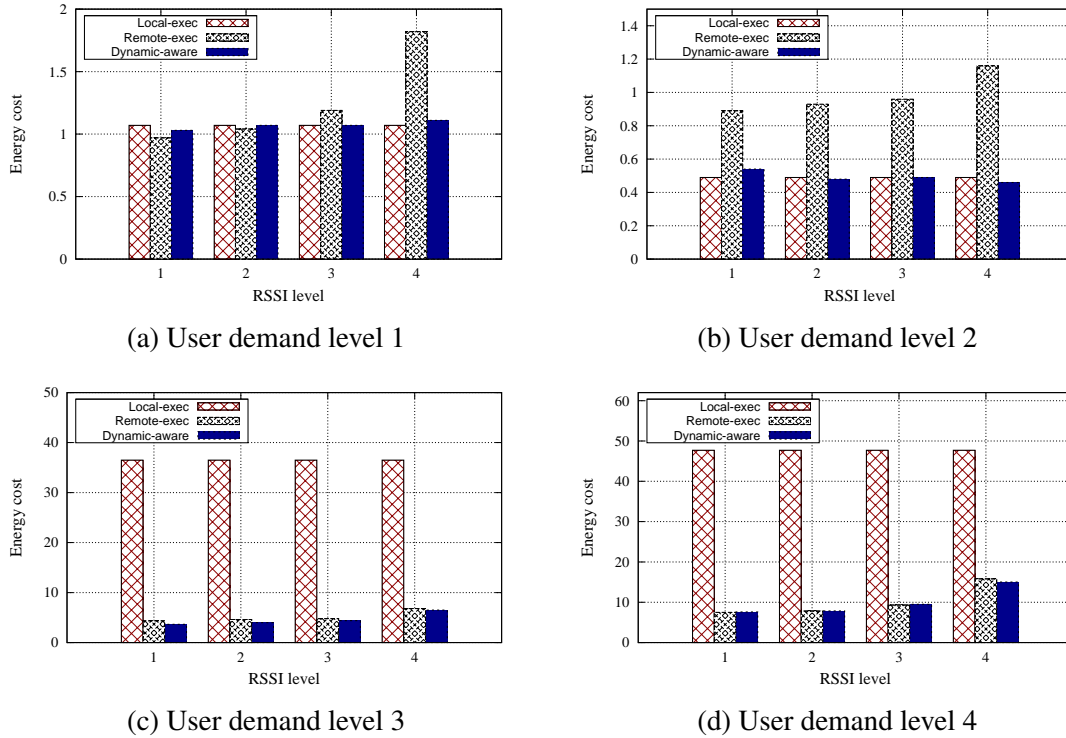 2
1.5
1
0.5
0
Energy cost
Local-exec
Remote-exec
Dynamic-aware
1 2 3 4
RSSI level
(a) User demand level 1
1.4
1.2
1
0.8
0.6
0.4
0.2
0
Energy cost
Local-exec
Remote-exec
Dynamic-aware
1 2 3 4
RSSI level
(b) User demand level 2
50
40
30
20
10
0
Energy cost
Local-exec
Remote-exec
Dynamic-aware
1 2 3 4
RSSI level
(c) User demand level 3
60
50
40
30
20
10
0
Energy cost
Local-exec
Remote-exec
Dynamic-aware
1 2 3 4
RSSI level
(d) User demand level 4